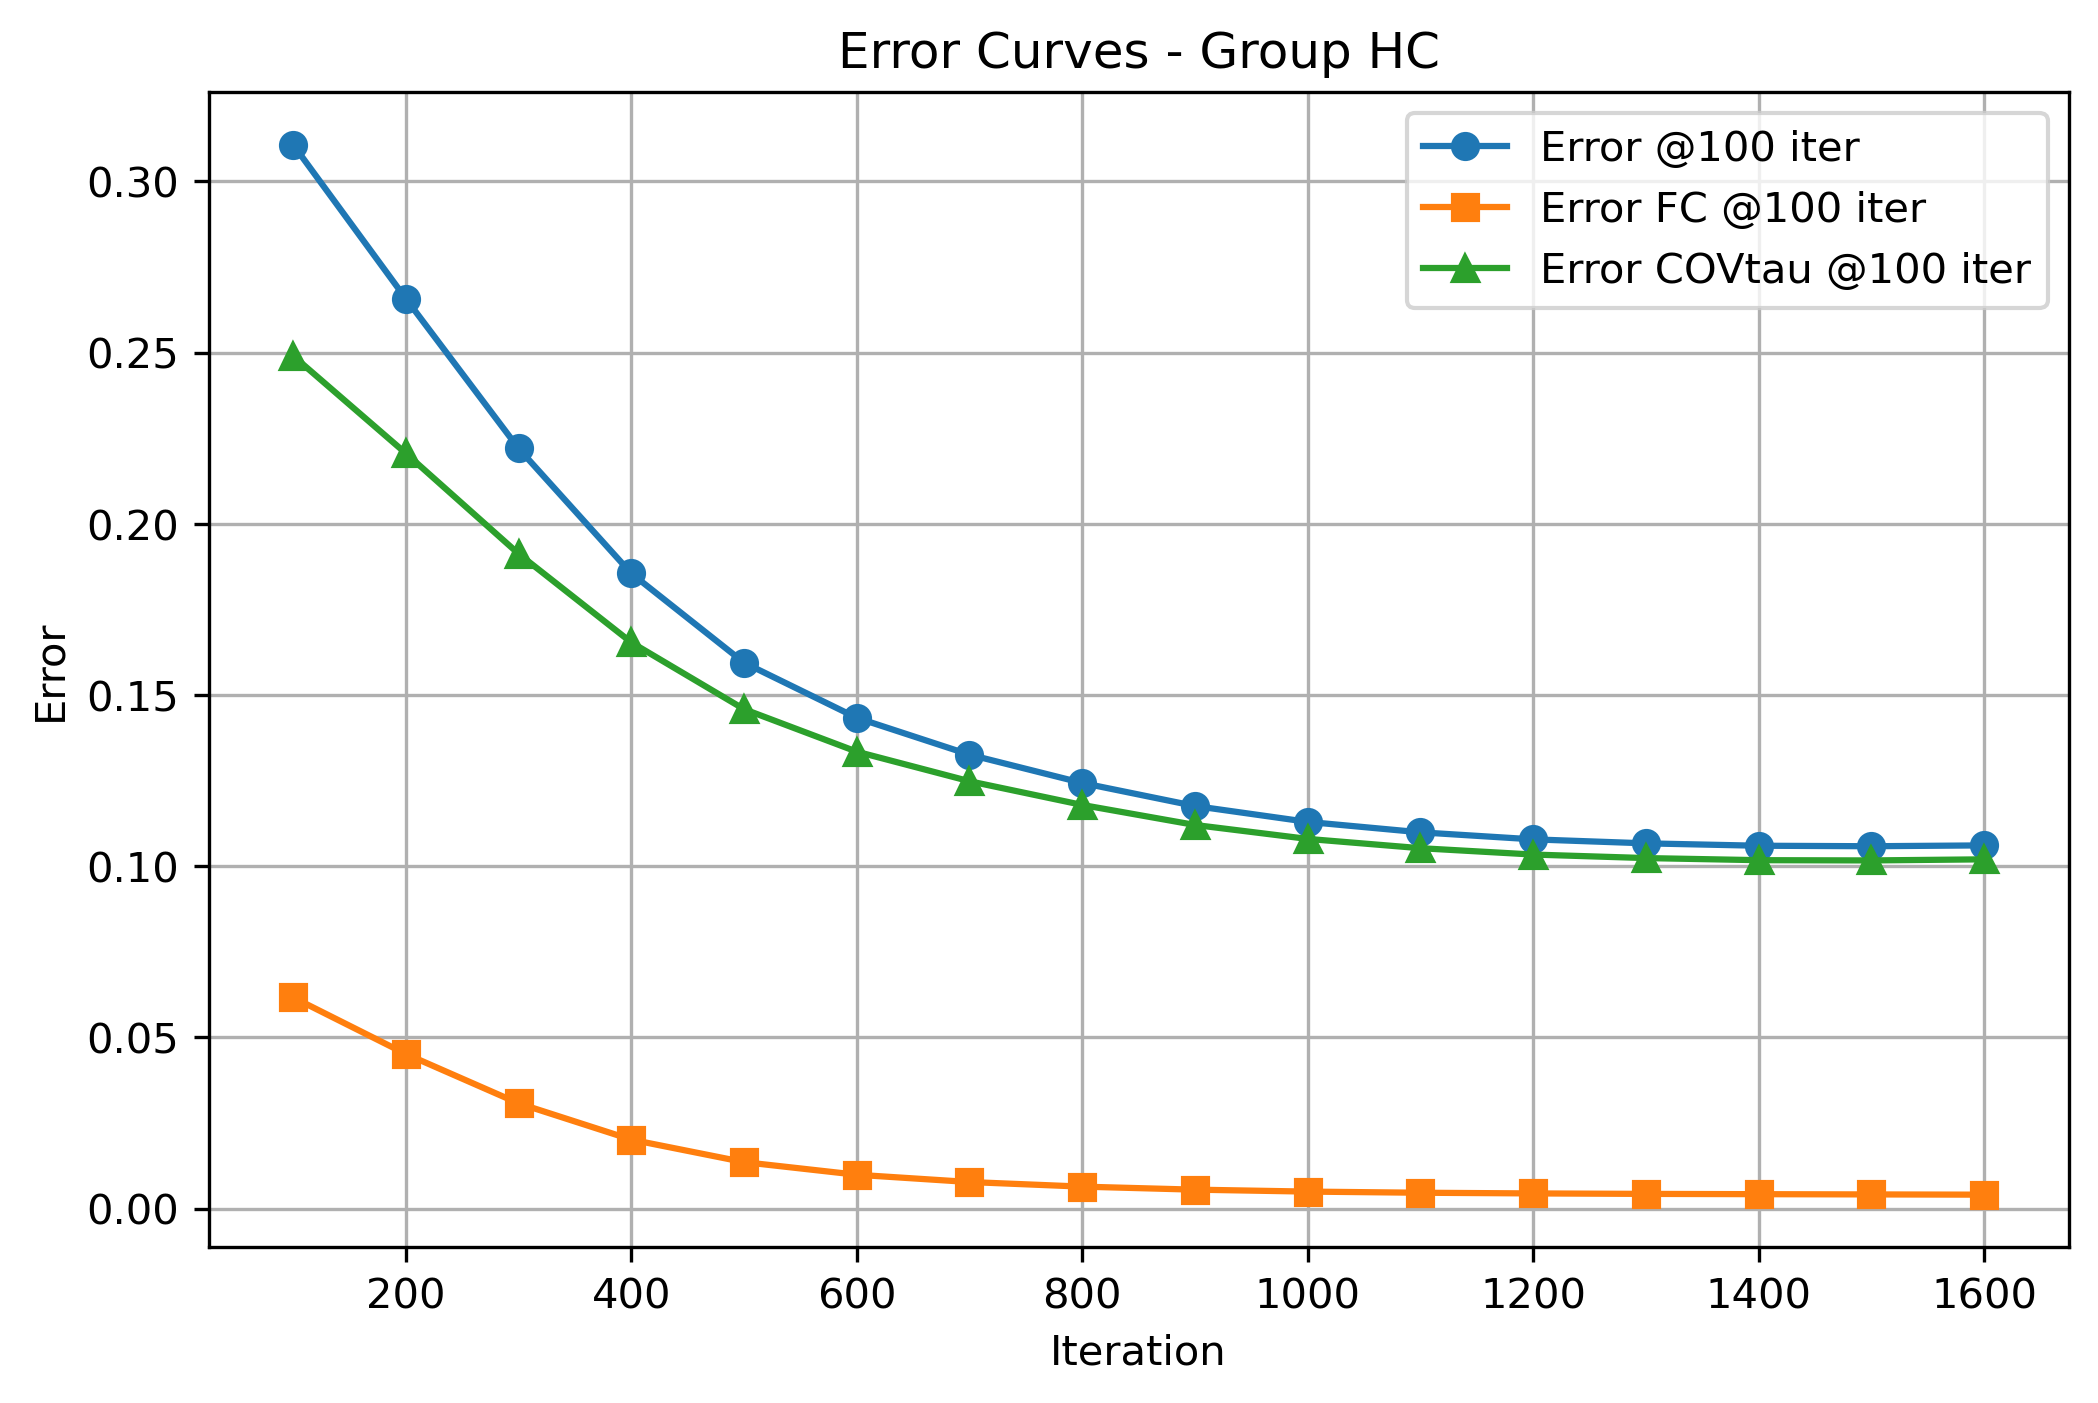 Error Curves - Group HC
Error @100 iter
Error FC @100 iter
Error COVtau @100 iter
Error
0.30
0.25
0.20
0.15
0.10
0.05
0.00
200 400 600 800 1000 1200 1400 1600
Iteration